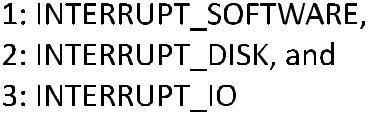 1: INTERRUPT_SOFTWARE,
2: INTERRUPT_DISK, and
3: INTERRUPT_IO